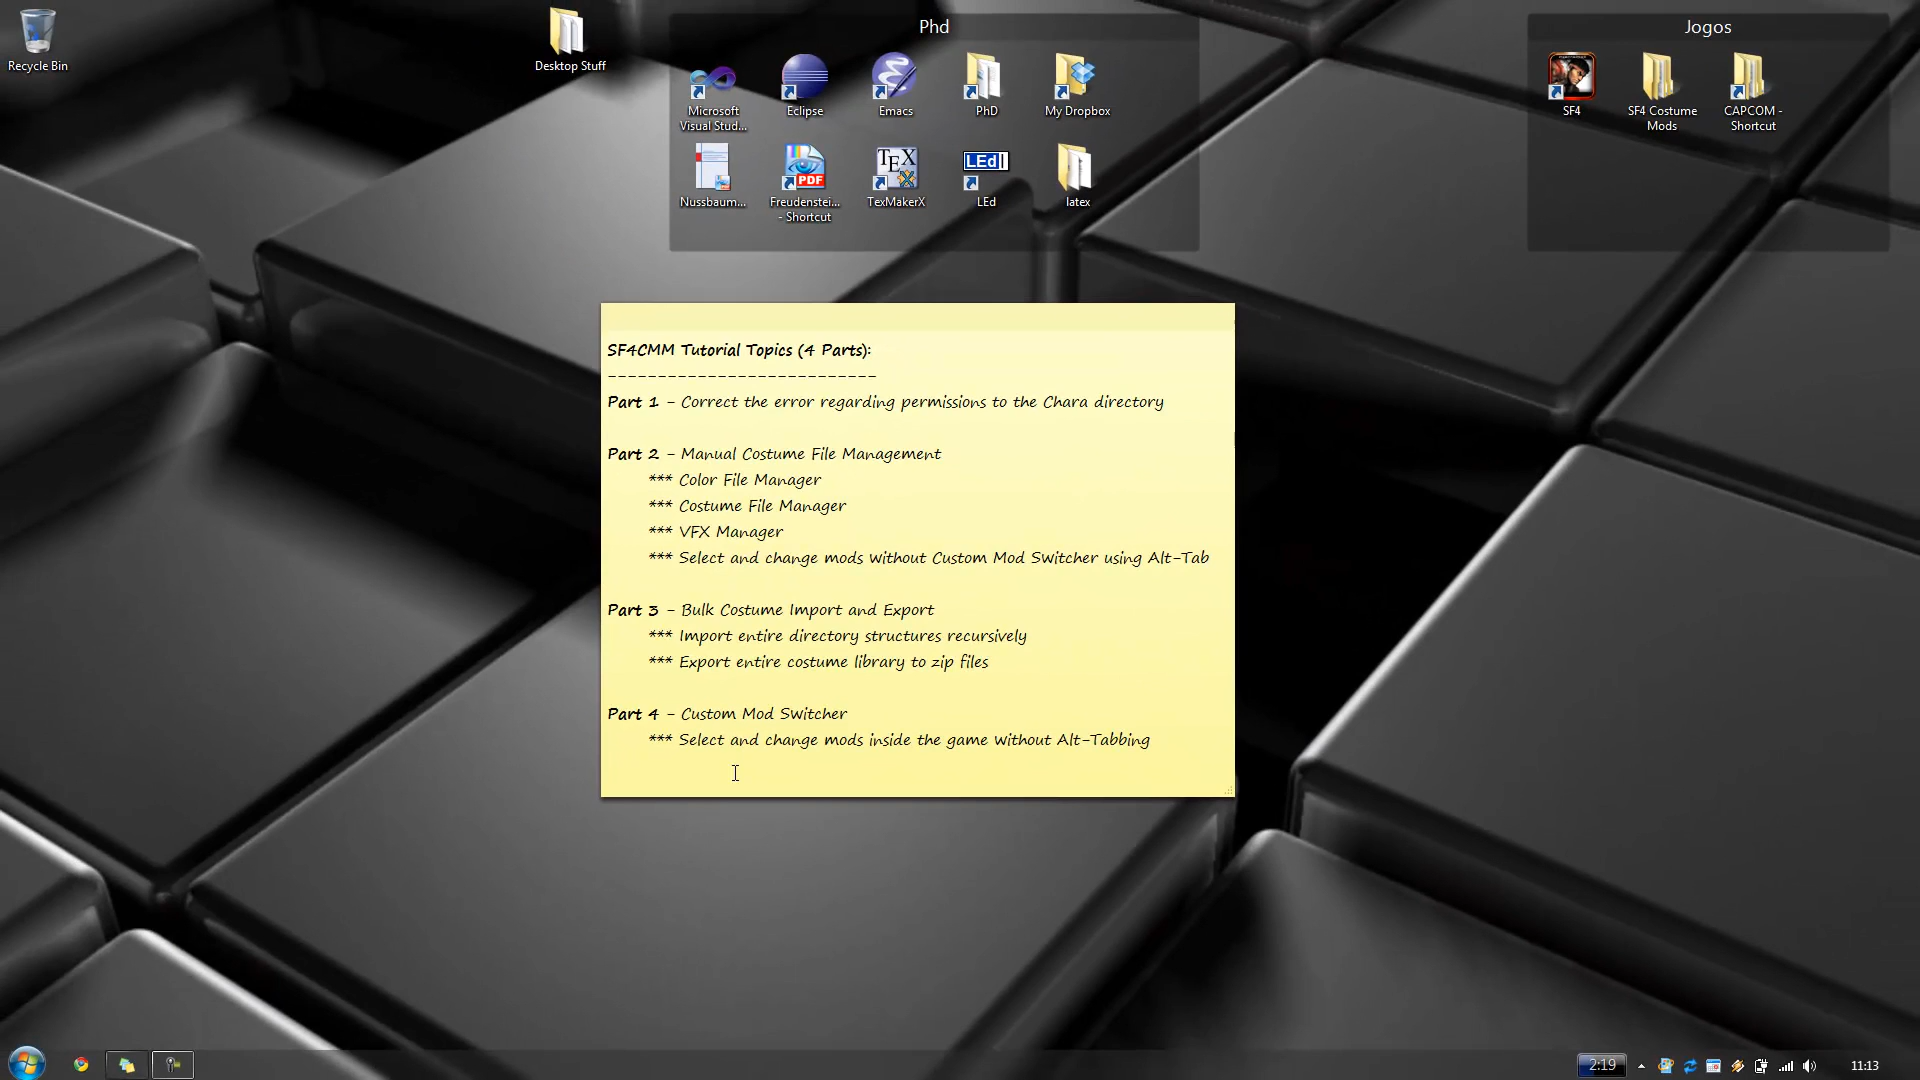 Phd
Jogos
Recycle Bin
Desktop Stuff
Microsoft
Visual Stud...
Eclipse
Emacs
PhD
My Dropbox
SF4
SF4 Costume
Mods
CAPCOM -
Shortcut
PDF
TEX
LEd
Nussbaum...
Freudenstei...
- Shortcut
TexMakerX
LEd
latex
SF4CMM Tutorial Topics (4 Parts):
---------------------------
Part 1 - Correct the error regarding permissions to the Chara directory
Part 2 - Manual Costume File Management
*** Color File Manager
*** Costume File Manager
*** VFX Manager
*** Select and change mods without Custom Mod Switcher using Alt-Tab
Part 3 - Bulk Costume Import and Export
*** Import entire directory structures recursively
*** Export entire costume library to zip files
Part 4 - Custom Mod Switcher
*** Select and change mods inside the game without Alt-Tabbing
2:19
11:13